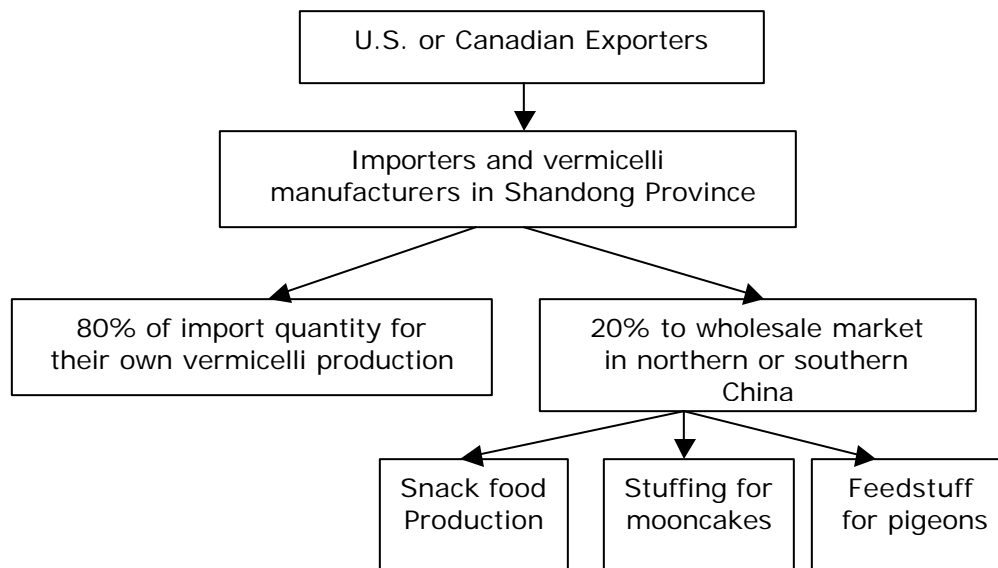 U.S. or Canadian Exporters
Importers and vermicelli
manufacturers in Shandong Province
80% of import quantity for
their own vermicelli production
20% to wholesale market
in northern or southern
China
Snack food
Production
Stuffing for
mooncakes
Feedstuff
for pigeons